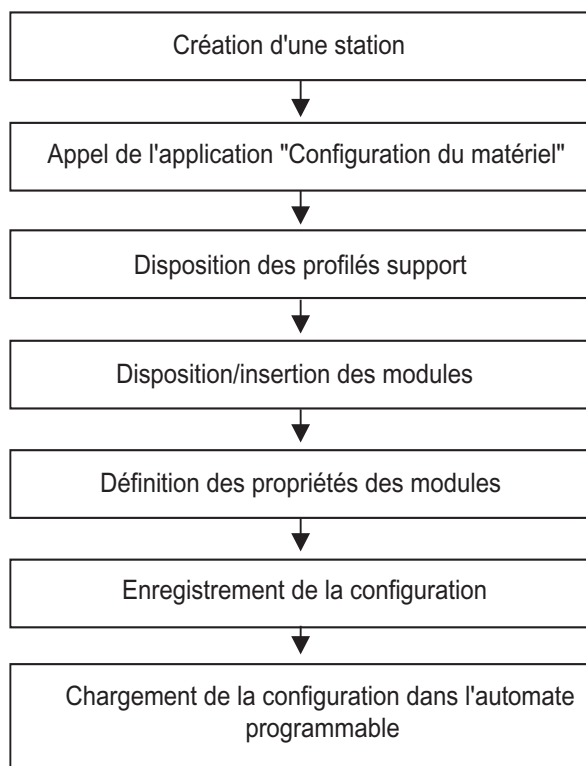 Création d'une station
Appel de l'application "Configuration du matériel"
Disposition des profilés support
Disposition/insertion des modules
Définition des propriétés des modules
Enregistrement de la configuration
Chargement de la configuration dans l'automate
programmable